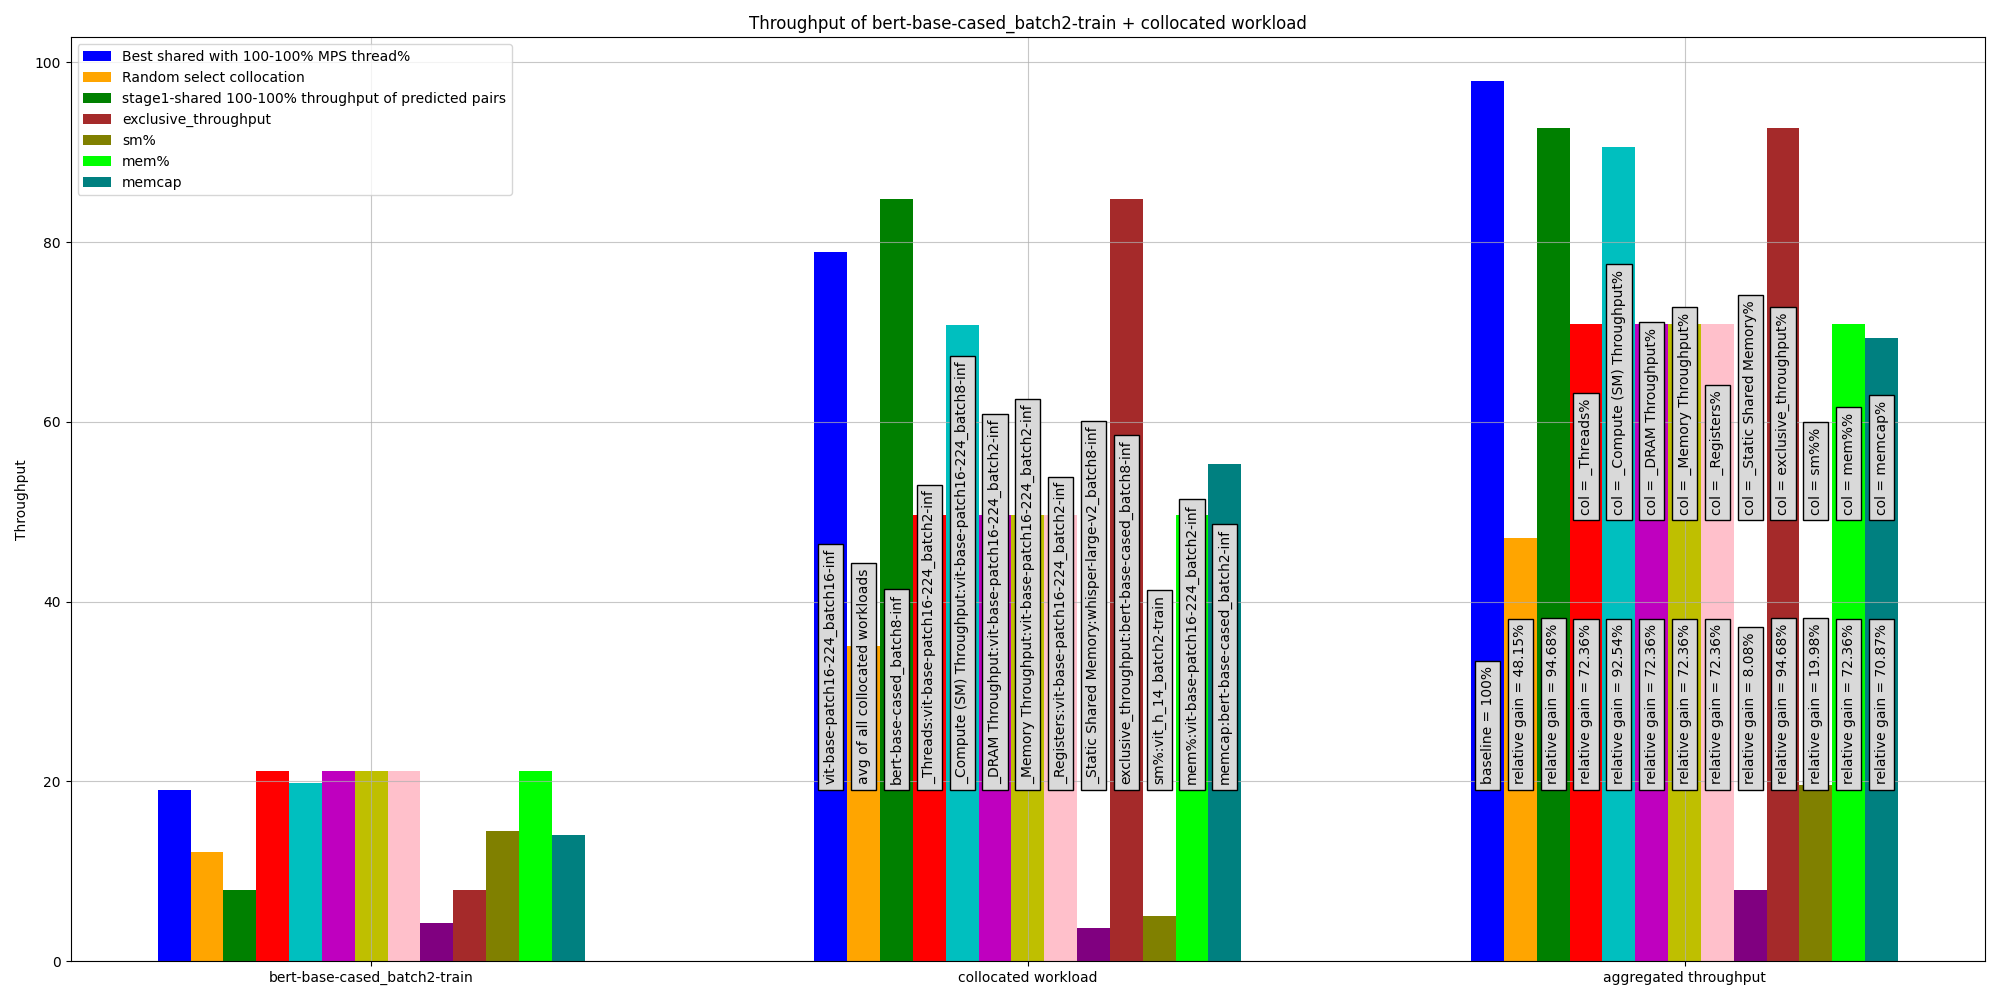 Throughput of bert-base-cased_batch2-train + collocated workload
Best shared with 100-100% MPS thread%
Random select collocation
stage1-shared 100-100% throughput of predicted pairs
exclusive_throughput
sm%
mem%
memcap
Throughput
100
80
60
40
20
0
vit-base-patch16-224_batch16-inf
avg of all collocated workloads
bert-base-cased_batch8-inf
_Threads:vit-base-patch16-224_batch2-inf
_Compute (SM) Throughput:vit-base-patch16-224_batch8-inf
_DRAM Throughput:vit-base-patch16-224_batch2-inf
_Memory Throughput:vit-base-patch16-224_batch2-inf
_Registers:vit-base-patch16-224_batch2-inf
_Static Shared Memory:whisper-large-v2_batch8-inf
exclusive_throughput:bert-base-cased_batch8-inf
sm%:vit_h_14_batch2-train
mem%:vit-base-patch16-224_batch2-inf
memcap:bert-base-cased_batch2-inf
col = _Threads%
col = _Compute (SM) Throughput%
col = _DRAM Throughput%
col = _Memory Throughput%
col = _Registers%
col = _Static Shared Memory%
col = exclusive_throughput%
col = sm%%
col = mem%%
col = memcap%
baseline = 100%
relative gain = 48.15%
relative gain = 94.68%
relative gain = 72.36%
relative gain = 92.54%
relative gain = 72.36%
relative gain = 72.36%
relative gain = 72.36%
relative gain = 8.08%
relative gain = 94.68%
relative gain = 19.98%
relative gain = 72.36%
relative gain = 70.87%
bert-base-cased_batch2-train
collocated workload
aggregated throughput